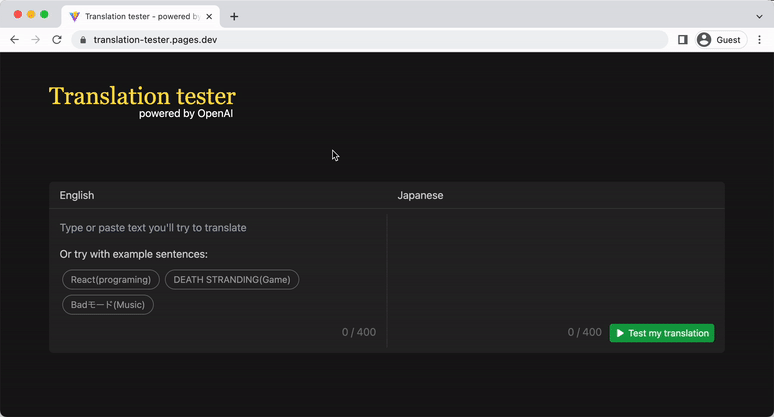 Translation tester - powered by
translation-tester.pages.dev
Guest
Translation tester
powered by OpenAI
English
Japanese
Type or paste text you'll try to translate
Or try with example sentences:
React(programing)
DEATH STRANDING(Game)
Badモード(Music)
0 / 400
0 / 400
Test my translation